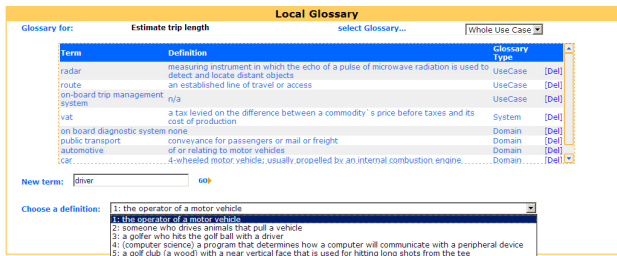 Local Glossary
Glossary for: Estimate trip length select Glossary... Whole Use Case
Term Definition Glossary Type
radar measuring instrument in which the echo of a pulse of microwave radiation is used to detect and locate distant objects UseCase [Del]
route an established line of travel or access UseCase [Del]
on-board trip management system n/a UseCase [Del]
vat a tax levied on the difference between a commodity`s price before taxes and its cost of production System [Del]
on board diagnostic system none Domain [Del]
public transport conveyance for passengers or mail or freight Domain [Del]
automotive of or relating to motor vehicles Domain [Del]
car 4-wheeled motor vehicle; usually propelled by an internal combustion engine Domain [Del]
New term: driver GO
Choose a definition: 1: the operator of a motor vehicle
1: the operator of a motor vehicle
2: someone who drives animals that pull a vehicle
3: a golfer who hits the golf ball with a driver
4: (computer science) a program that determines how a computer will communicate with a peripheral device
5: a golf club (a wood) with a near vertical face that is used for hitting long shots from the tee